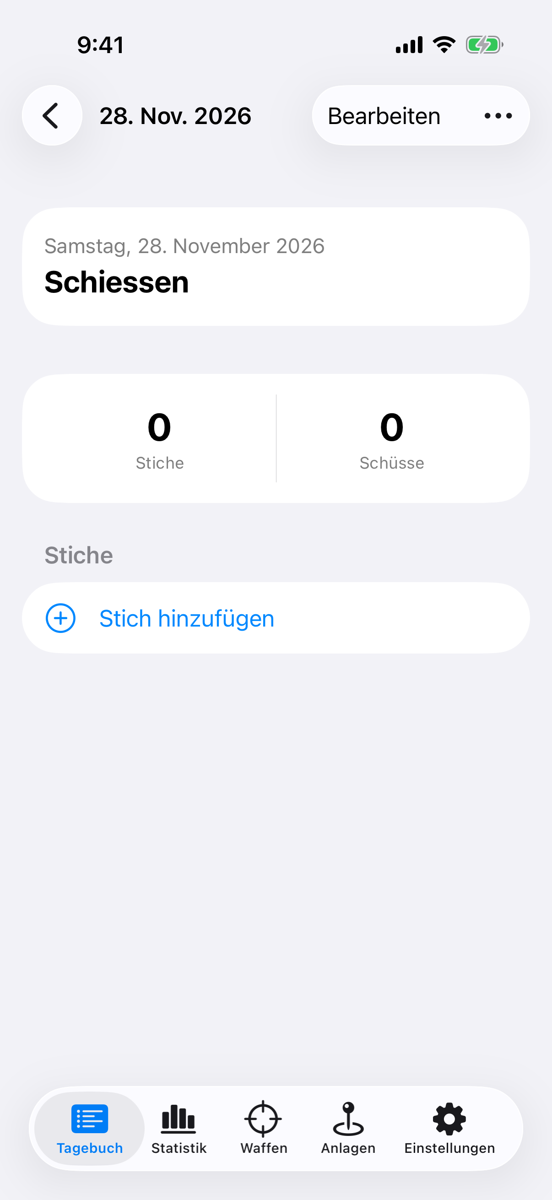 9:41
28. Nov. 2026
Bearbeiten
Samstag, 28. November 2026
Schiessen
0
Stiche
0
Schüsse
Stiche
Stich hinzufügen
Tagebuch
Statistik
Waffen
Anlagen
Einstellungen